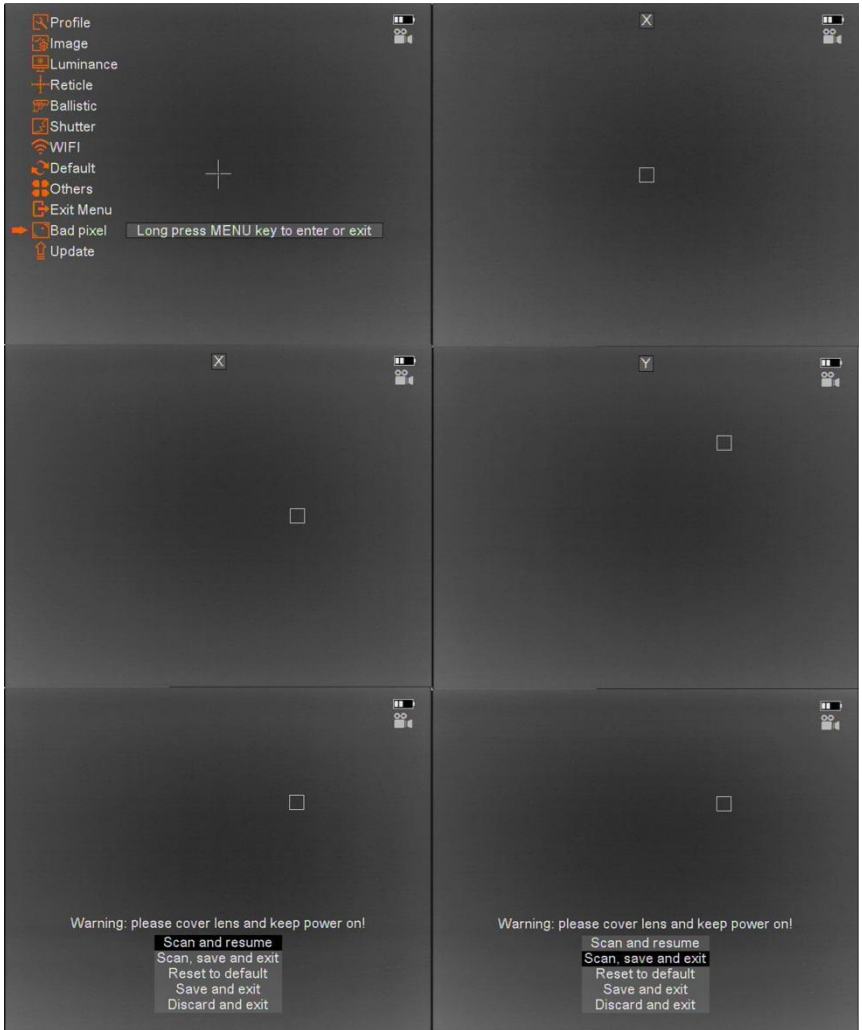 Profile
Image
Luminance
Reticle
Ballistic
Shutter
WIFI
Default
Others
Exit Menu
Bad pixel Long press MENU key to enter or exit
Update
X
X
Y
Warning: please cover lens and keep power on!
Scan and resume
Scan, save and exit
Reset to default
Save and exit
Discard and exit
Warning: please cover lens and keep power on!
Scan and resume
Scan, save and exit
Reset to default
Save and exit
Discard and exit